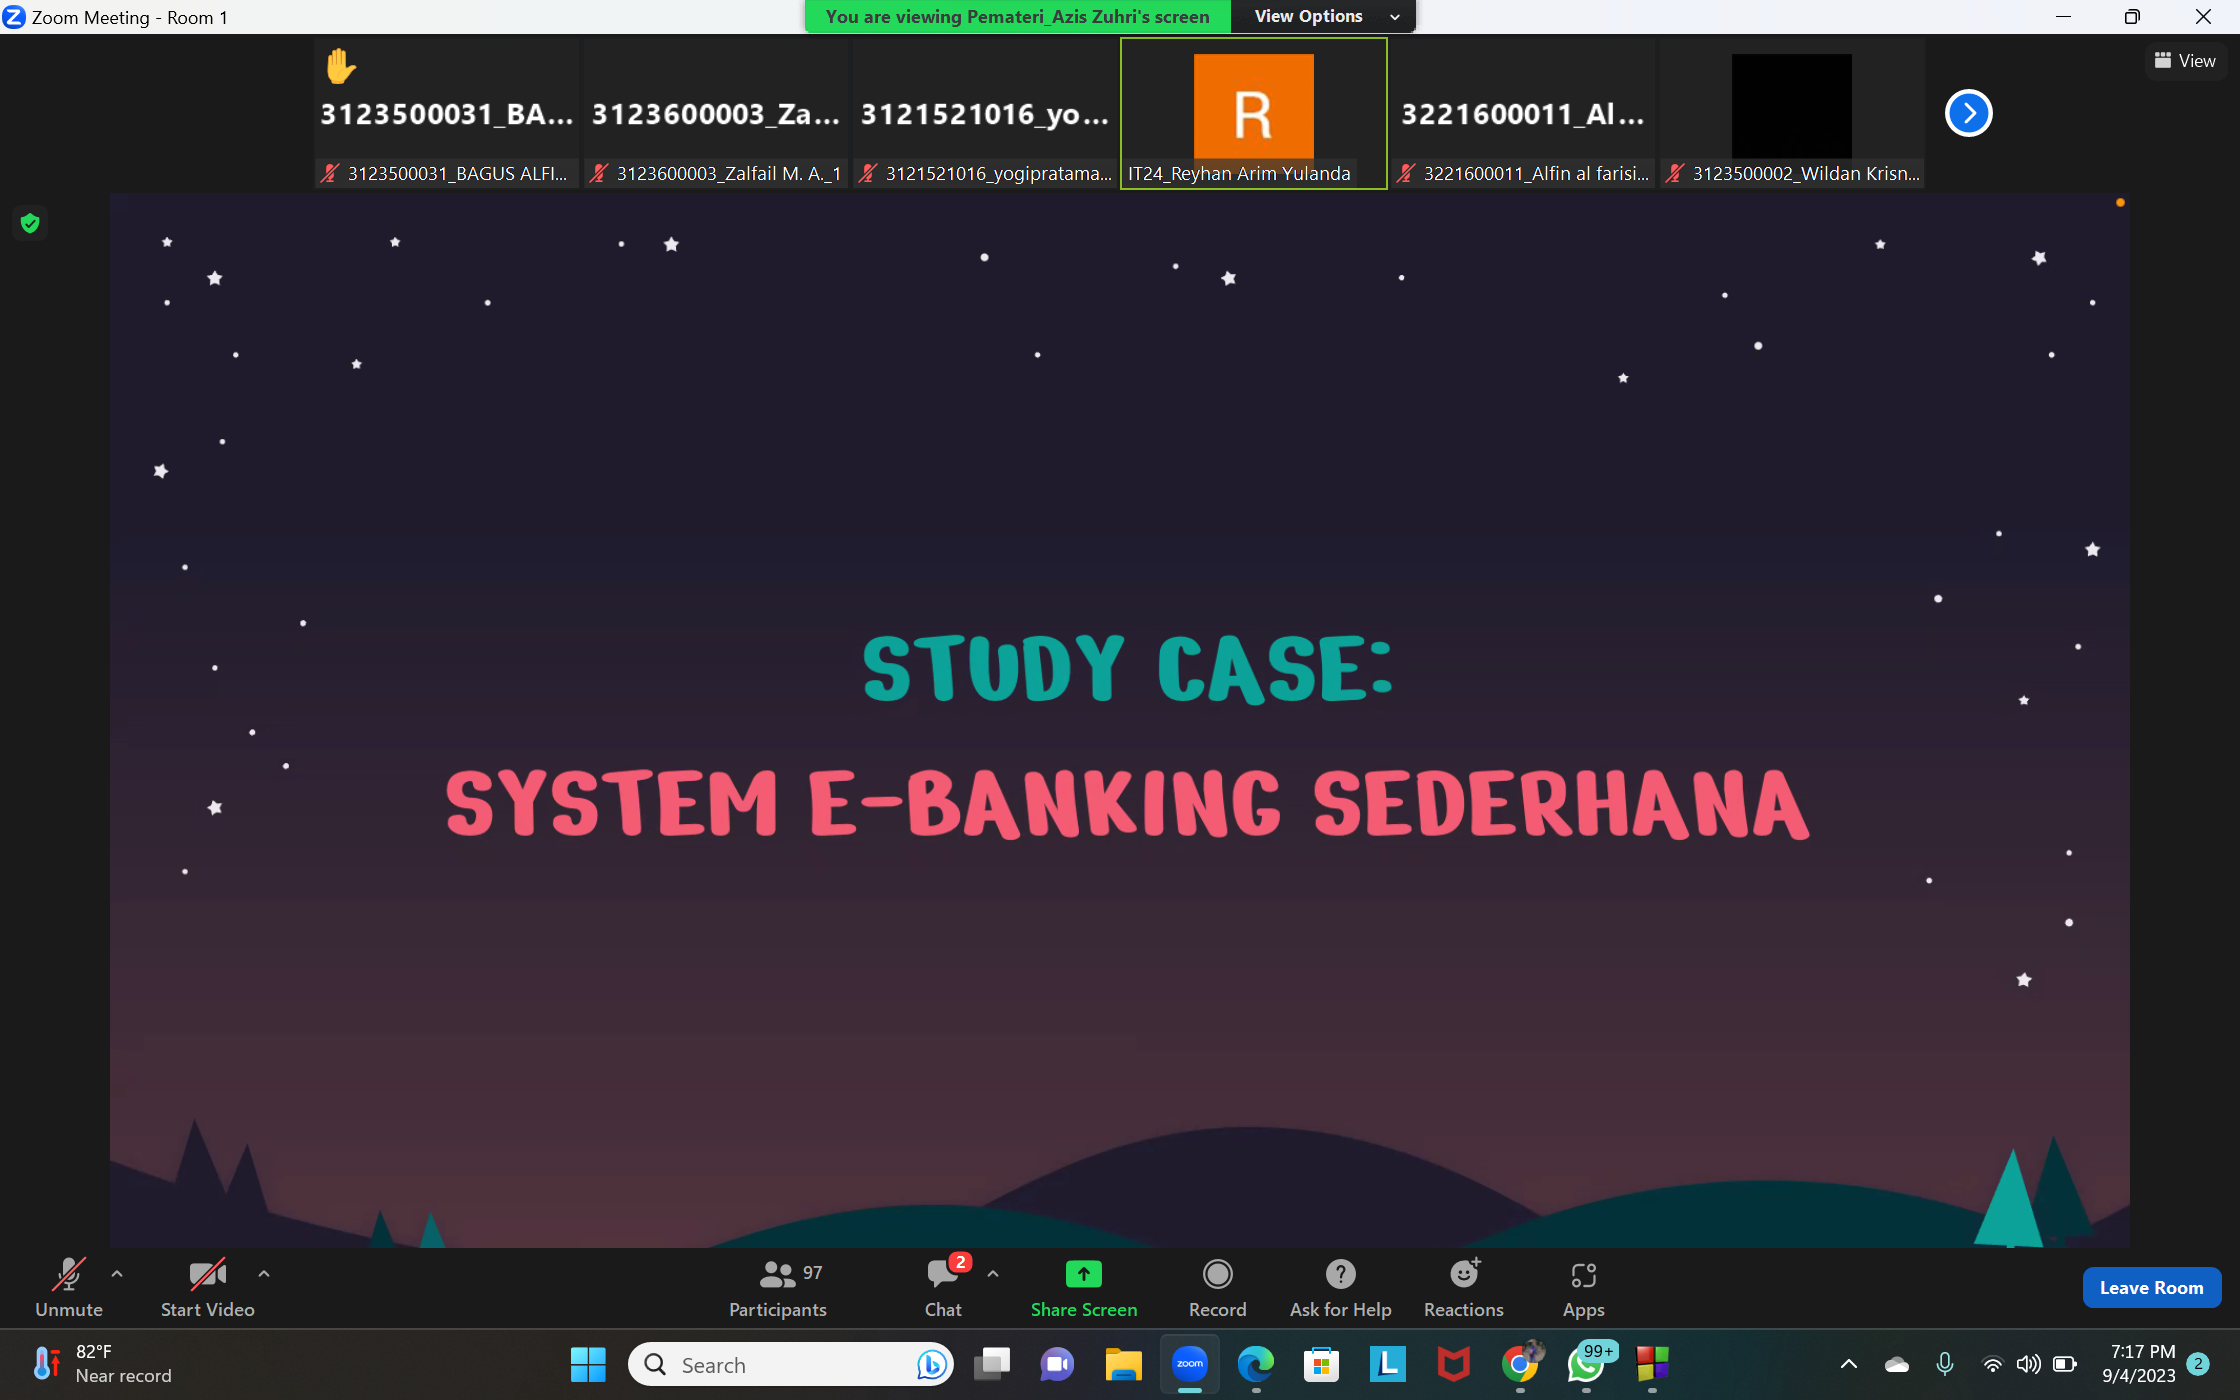 Zoom Meeting - Room 1
You are viewing Pemateri_Azis Zuhri's screen
View Options
View
3123500031_BA...
3123600003_Za...
3121521016_yo...
R
3221600011_Al...
3123500031_BAGUS ALFI...
3123600003_Zalfail M. A._1
3121521016_yogipratama...
IT24_Reyhan Arim Yulanda
3221600011_Alfin al farisi...
3123500002_Wildan Krisn...
STUDY CASE:
SYSTEM E-BANKING SEDERHANA
Unmute
Start Video
97
Participants
2
Chat
Share Screen
Record
Ask for Help
Reactions
Apps
Leave Room
82°F
Near record
Search
zoom
L
99+
7:17 PM
9/4/2023
2